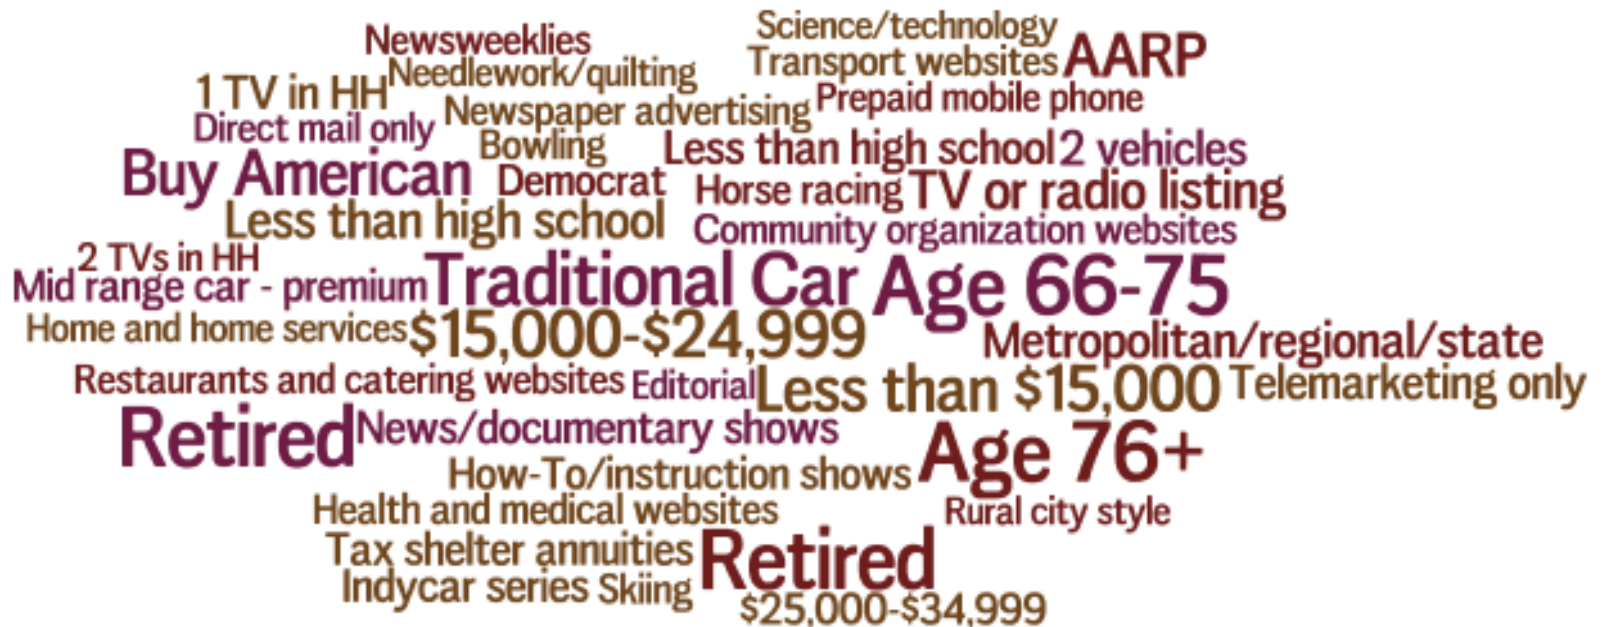 Science/technology
Newsweeklies
Transport websites AARP
Needlework/quilting
1 TV in HH
Newspaper advertising Prepaid mobile phone
Direct mail only
Bowling
Less than high school 2 vehicles
Buy American Democrat
Horse racing TV or radio listing
Less than high school
Community organization websites
2 TVs in HH
Mid range car - premium Traditional Car Age 66-75
Home and home services $15,000-$24,999
Metropolitan/regional/state
Restaurants and catering websites Editorial Less than $15,000 Telemarketing only
Retired News/documentary shows
Age 76+
How-To/instruction shows
Health and medical websites
Rural city style
Tax shelter annuities Retired
Indycar series Skiing
$25,000-$34,999